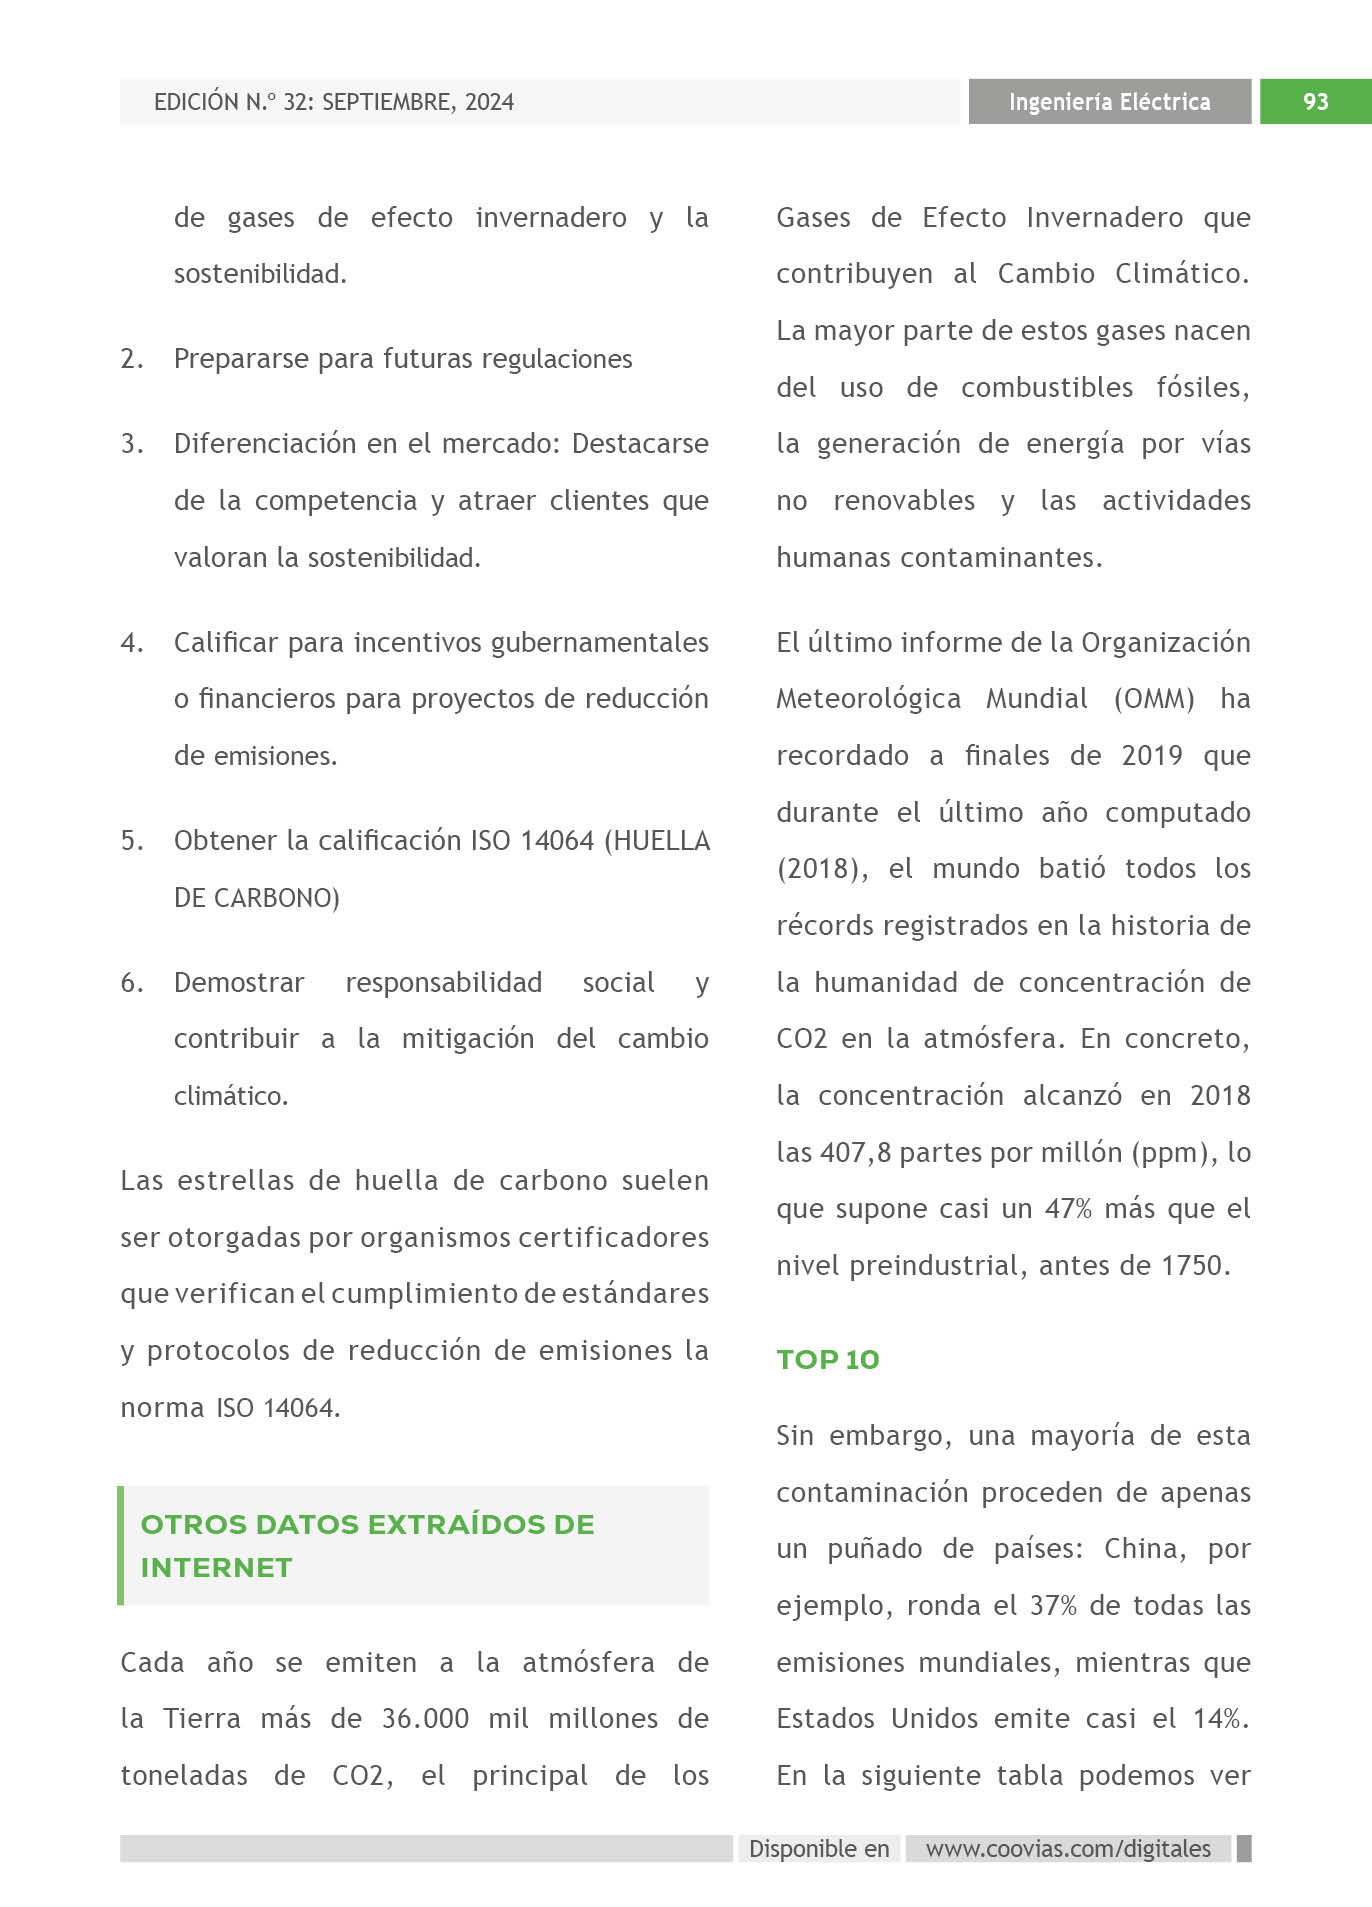 EDICIÓN N.º 32: SEPTIEMBRE, 2024
Ingeniería Eléctrica
93
de gases de efecto invernadero y la
sostenibilidad.
2. Prepararse para futuras regulaciones
3. Diferenciación en el mercado: Destacarse
de la competencia y atraer clientes que
valoran la sostenibilidad.
4. Calificar para incentivos gubernamentales
o financieros para proyectos de reducción
de emisiones.
5. Obtener la calificación ISO 14064 (HUELLA
DE CARBONO)
6. Demostrar responsabilidad social y
contribuir a la mitigación del cambio
climático.
Las estrellas de huella de carbono suelen
ser otorgadas por organismos certificadores
que verifican el cumplimiento de estándares
y protocolos de reducción de emisiones la
norma ISO 14064.
OTROS DATOS EXTRAÍDOS DE
INTERNET
Cada año se emiten a la atmósfera de
la Tierra más de 36.000 mil millones de
toneladas de CO2, el principal de los
Gases de Efecto Invernadero que
contribuyen al Cambio Climático.
La mayor parte de estos gases nacen
del uso de combustibles fósiles,
la generación de energía por vías
no renovables y las actividades
humanas contaminantes.
El último informe de la Organización
Meteorológica Mundial (OMM) ha
recordado a finales de 2019 que
durante el último año computado
(2018), el mundo batió todos los
récords registrados en la historia de
la humanidad de concentración de
CO2 en la atmósfera. En concreto,
la concentración alcanzó en 2018
las 407,8 partes por millón (ppm), lo
que supone casi un 47% más que el
nivel preindustrial, antes de 1750.
TOP 10
Sin embargo, una mayoría de esta
contaminación proceden de apenas
un puñado de países: China, por
ejemplo, ronda el 37% de todas las
emisiones mundiales, mientras que
Estados Unidos emite casi el 14%.
En la siguiente tabla podemos ver
Disponible en
www.coovias.com/digitales